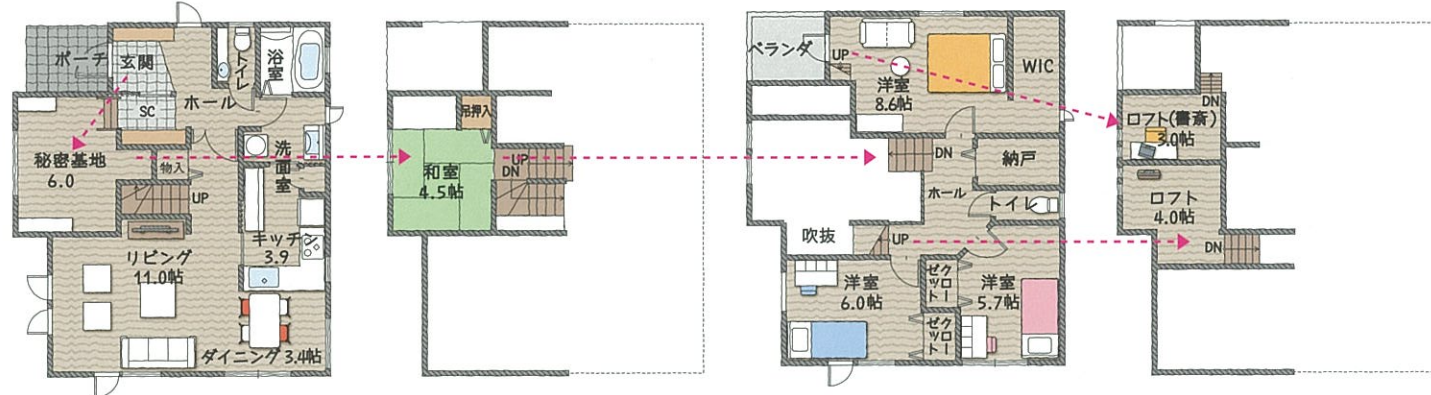 ポーチ
玄関
SC
ホール
トイレ
浴室
洗面室
秘密基地
6.0
物入
UP
リビング
11.0帖
キッチン
3.9
ダイニング 3.4帖
吊押入
和室
4.5帖
UP
DN
ベランダ
UP
洋室
8.6帖
WIC
DN
納戸
ホール
トイレ
吹抜
UP
洋室
6.0帖
クローゼット
クローゼット
洋室
5.7帖
DN
ロフト(書斎)
3.0帖
ロフト
4.0帖
DN